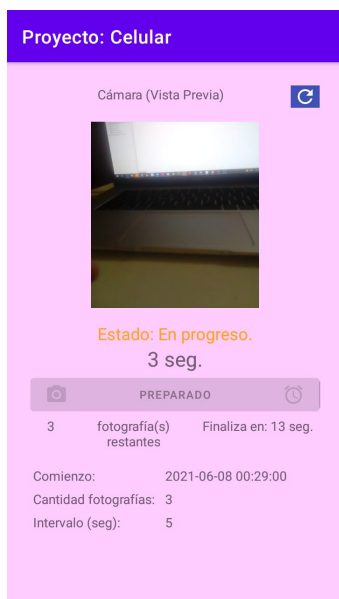 Proyecto: Celular
Cámara (Vista Previa)
Estado: En progreso.
3 seg.
PREPARADO
3 fotografía(s) Finaliza en: 13 seg.
restantes
Comienzo: 2021-06-08 00:29:00
Cantidad fotografías: 3
Intervalo (seg): 5